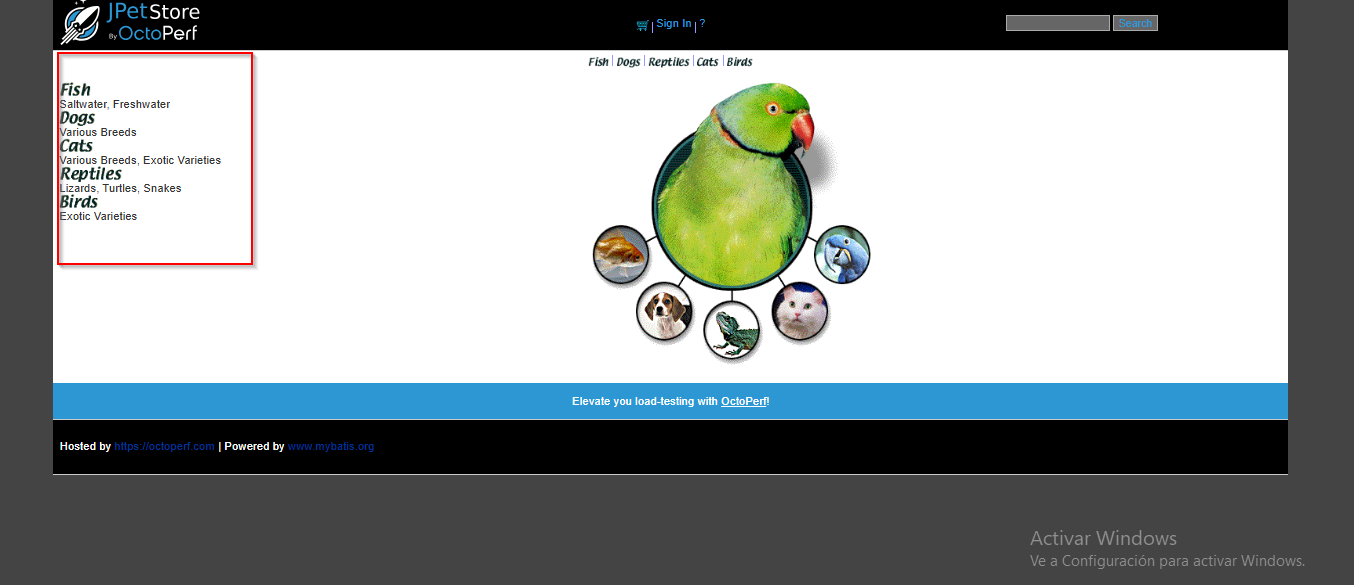 JPetStore
By OctoPerf
Sign In | ?
Search
Fish | Dogs | Reptiles | Cats | Birds
Fish
Saltwater, Freshwater
Dogs
Various Breeds
Cats
Various Breeds, Exotic Varieties
Reptiles
Lizards, Turtles, Snakes
Birds
Exotic Varieties
Elevate you load-testing with OctoPerf!
Hosted by https://octoperf.com | Powered by www.mybatis.org
Activar Windows
Ve a Configuración para activar Windows.